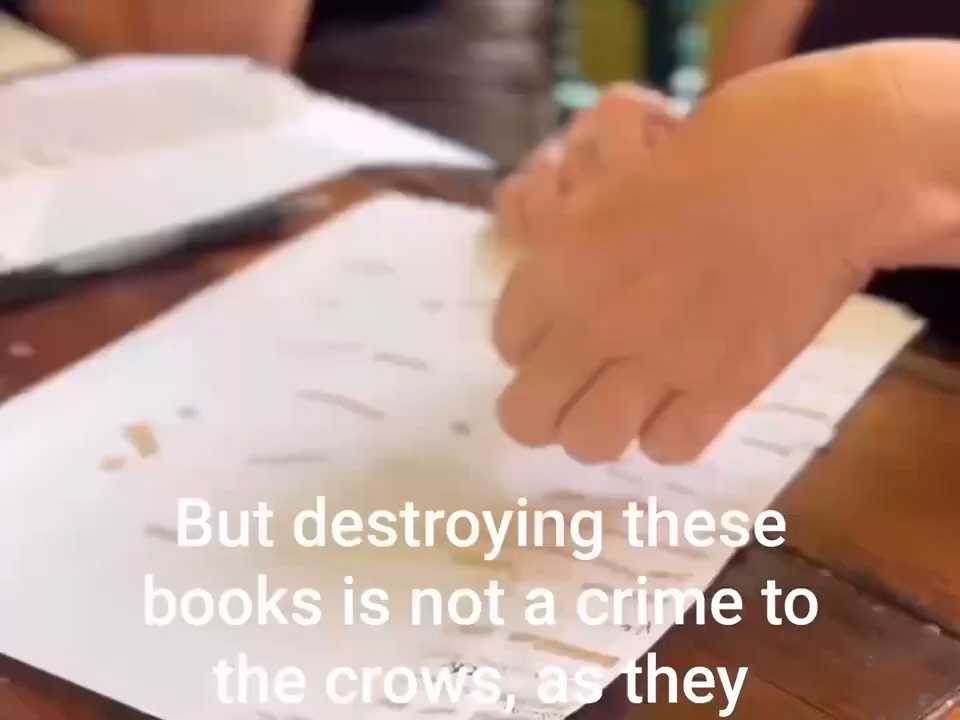 But destroying these
books is not a crime to
the crows, as they